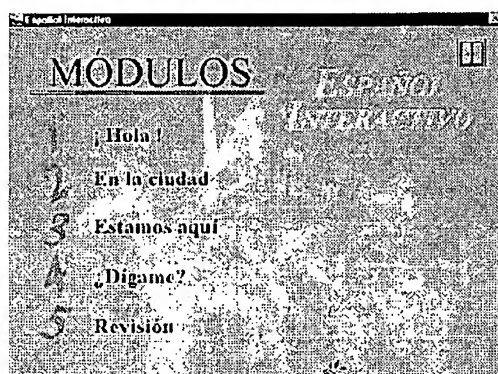 Español Interactivo
MÓDULOS
ESPAÑOL
INTERACTIVO
1 ¡Hola!
2 En la ciudad
3 Estamos aquí
4 ¿Dígame?
5 Revisión